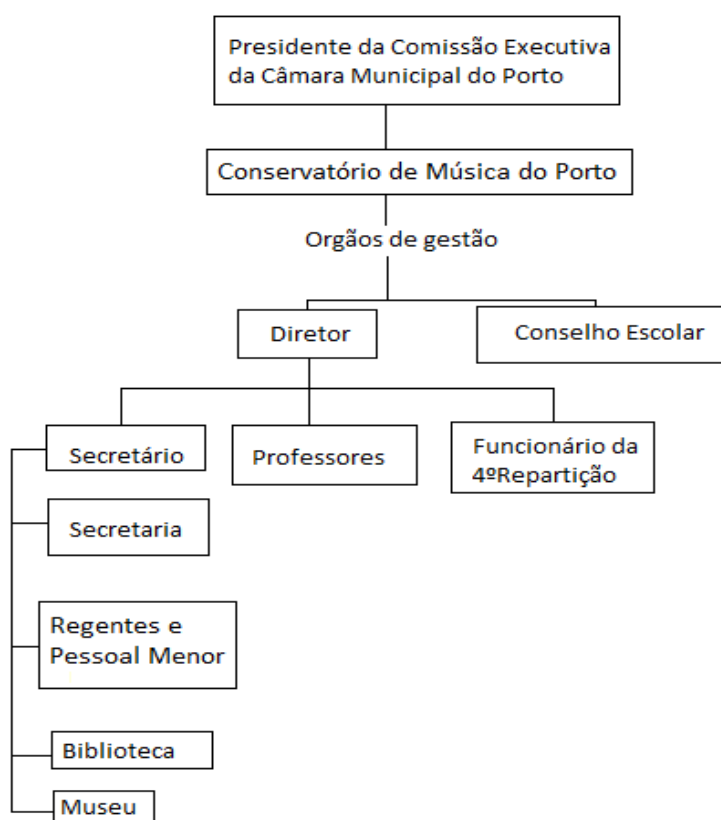 Presidente da Comissão Executiva
da Câmara Municipal do Porto
Conservatório de Música do Porto
Orgãos de gestão
Diretor
Conselho Escolar
Secretário
Professores
Funcionário da
4ºRepartição
Secretaria
Regentes e
Pessoal Menor
Biblioteca
Museu